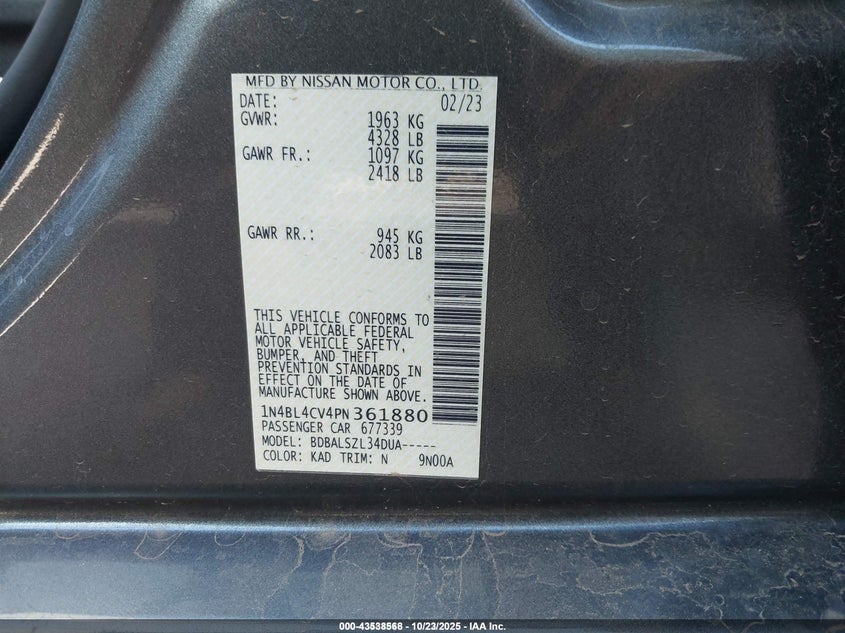 MFD BY NISSAN MOTOR CO., LTD.
DATE: 02/23
GVWR: 1963 KG
4328 LB
GAWR FR.: 1097 KG
2418 LB
GAWR RR.: 945 KG
2083 LB
THIS VEHICLE CONFORMS TO
ALL APPLICABLE FEDERAL
MOTOR VEHICLE SAFETY,
BUMPER, AND THEFT
PREVENTION STANDARDS IN
EFFECT ON THE DATE OF
MANUFACTURE SHOWN ABOVE.
1N4BL4CV4PN361880
PASSENGER CAR 677339
MODEL: BDBALSZL34DUA-----
COLOR: KAD TRIM: N 9N00A
000-43538568 • 10/23/2025 • IAA Inc.